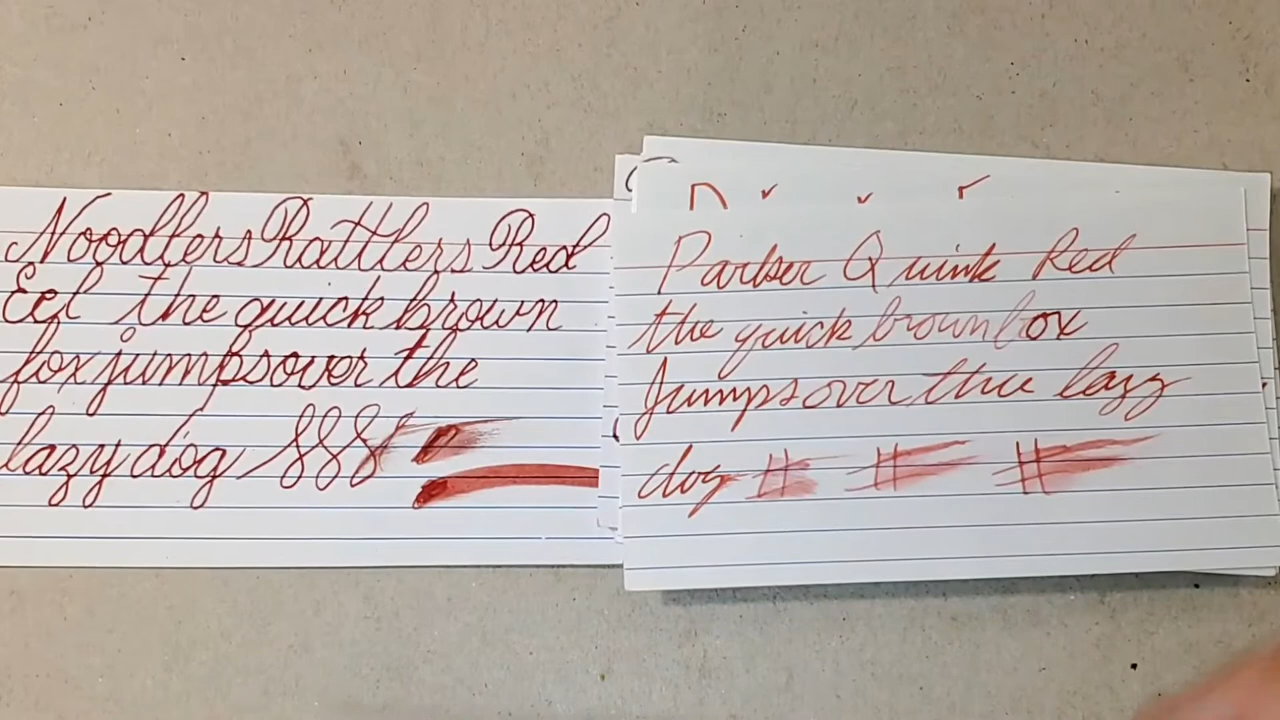 Noodlers Rattlers Red
Eel the quick brown
fox jumps over the
lazy dog 888
Parker Quink Red
the quick brown fox
Jumps over thee lazy
dog # # #